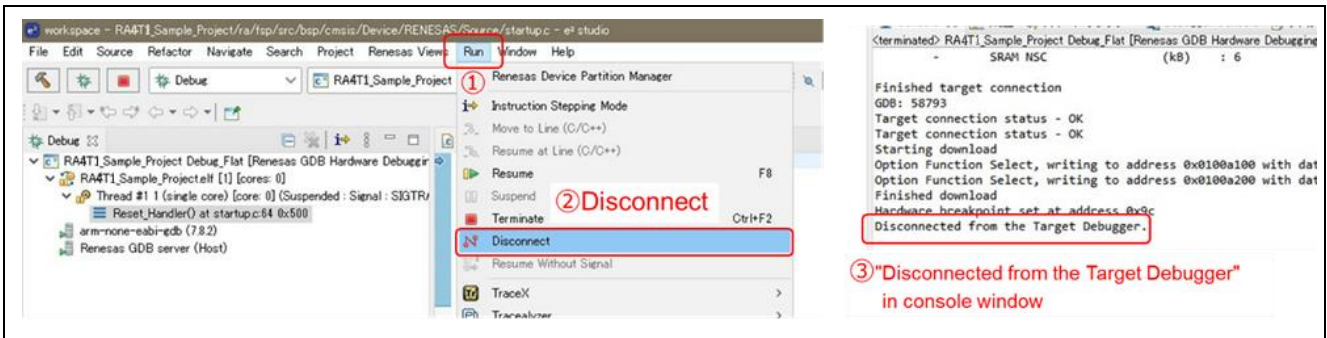 workspace - RA4T1_Sample_Project/ra/fsp/src/bsp/cmsis/Device/RENESAS/Source/startup.c - e² studio
File Edit Source Refactor Navigate Search Project Renesas Views Run Window Help
①
Debug
RA4T1_Sample_Project
Debug
RA4T1_Sample_Project Debug_Flat [Renesas GDB Hardware Debuggin
RA4T1_Sample_Project.elf [1] [cores: 0]
Thread #1 1 (single core) [core: 0] (Suspended : Signal : SIGTRA
Reset_Handler() at startup.c:64 0x500
arm-none-eabi-gdb (7.8.2)
Renesas GDB server (Host)
Renesas Device Partition Manager
Instruction Stepping Mode
Move to Line (C/C++)
Resume at Line (C/C++)
Resume F8
Suspend
②Disconnect
Terminate Ctrl+F2
Disconnect
Resume Without Signal
TraceX
Tracealyzer
<terminated> RA4T1_Sample_Project Debug_Flat [Renesas GDB Hardware Debugging
- SRAM NSC (kB) : 6
Finished target connection
GDB: 58793
Target connection status - OK
Target connection status - OK
Starting download
Option Function Select, writing to address 0x0100a100 with dat
Option Function Select, writing to address 0x0100a200 with dat
Finished download
Hardware breakpoint set at address 0x9c
Disconnected from the Target Debugger.
③"Disconnected from the Target Debugger"
in console window